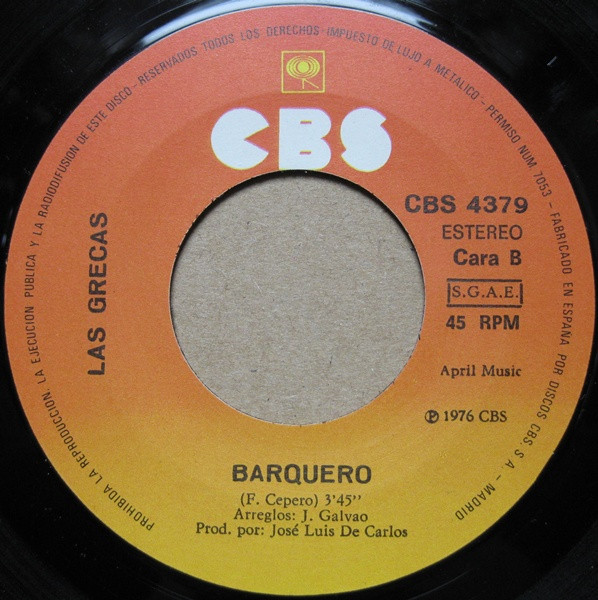 PROHIBIDA LA REPRODUCCION, LA EJECUCION PUBLICA Y LA RADIODIFUSION DE ESTE DISCO-RESERVADOS TODOS LOS DERECHOS IMPUESTO DE LUJO A METALICO - PERMISO NUM. 7053 - FABRICADO EN ESPAÑA POR DISCOS CBS, S.A. - MADRID
CBS
LAS GRECAS
CBS 4379
ESTEREO
Cara B
S.G.A.E.
45 RPM
April Music
℗ 1976 CBS
BARQUERO
(F. Cepero) 3'45''
Arreglos: J. Galvao
Prod. por: José Luis De Carlos